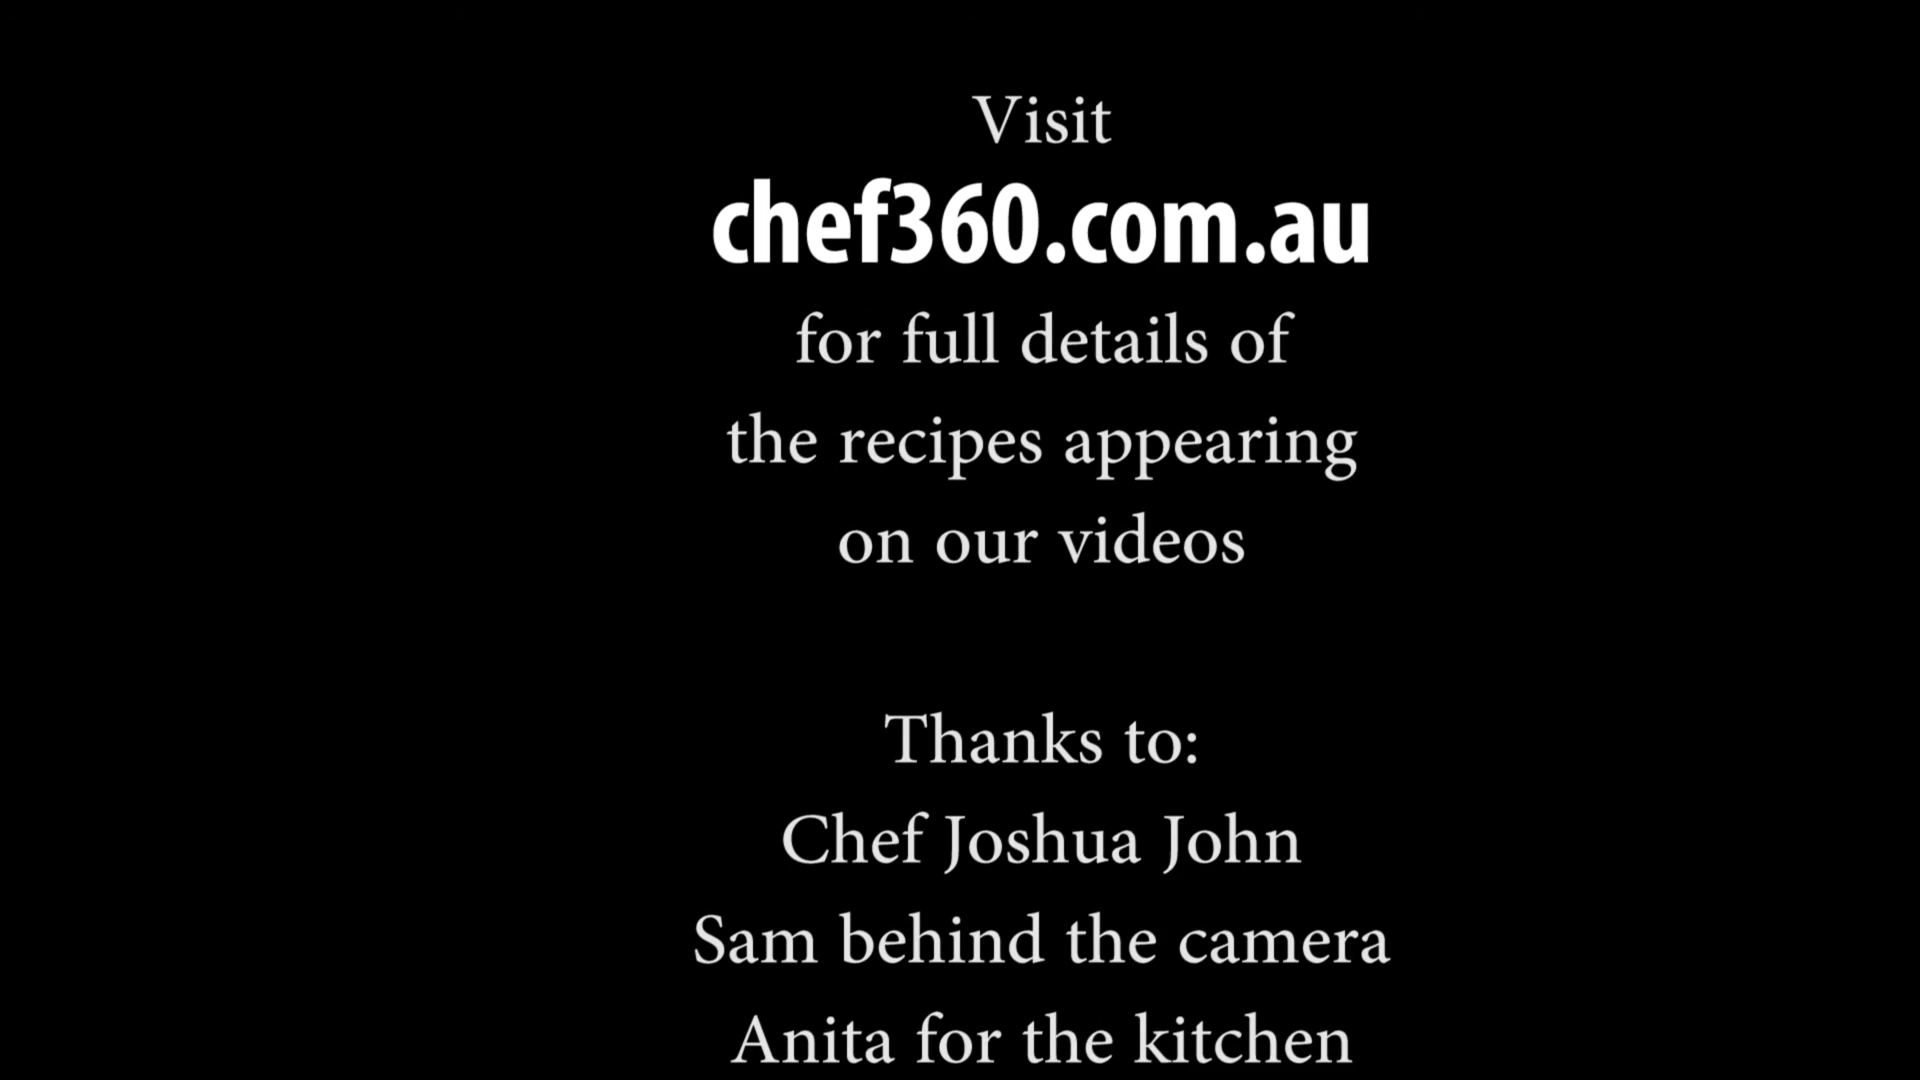 Visit
chef360.com.au
for full details of
the recipes appearing
on our videos
Thanks to:
Chef Joshua John
Sam behind the camera
Anita for the kitchen